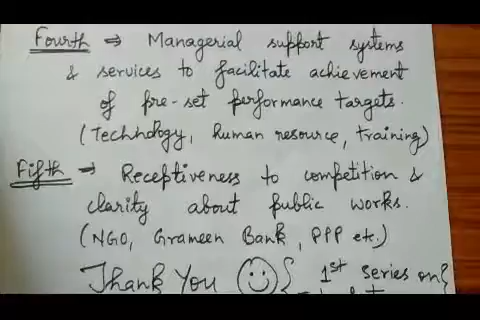 Fourth ⇒ Managerial support systems
& services to facilitate achievement
of pre-set performance targets.
(Technology, human resource, training)
Fifth → Receptiveness to competition &
clarity about public works.
(NGO, Grameen Bank, PPP etc.)
Thank You ☺ { 1st series on }